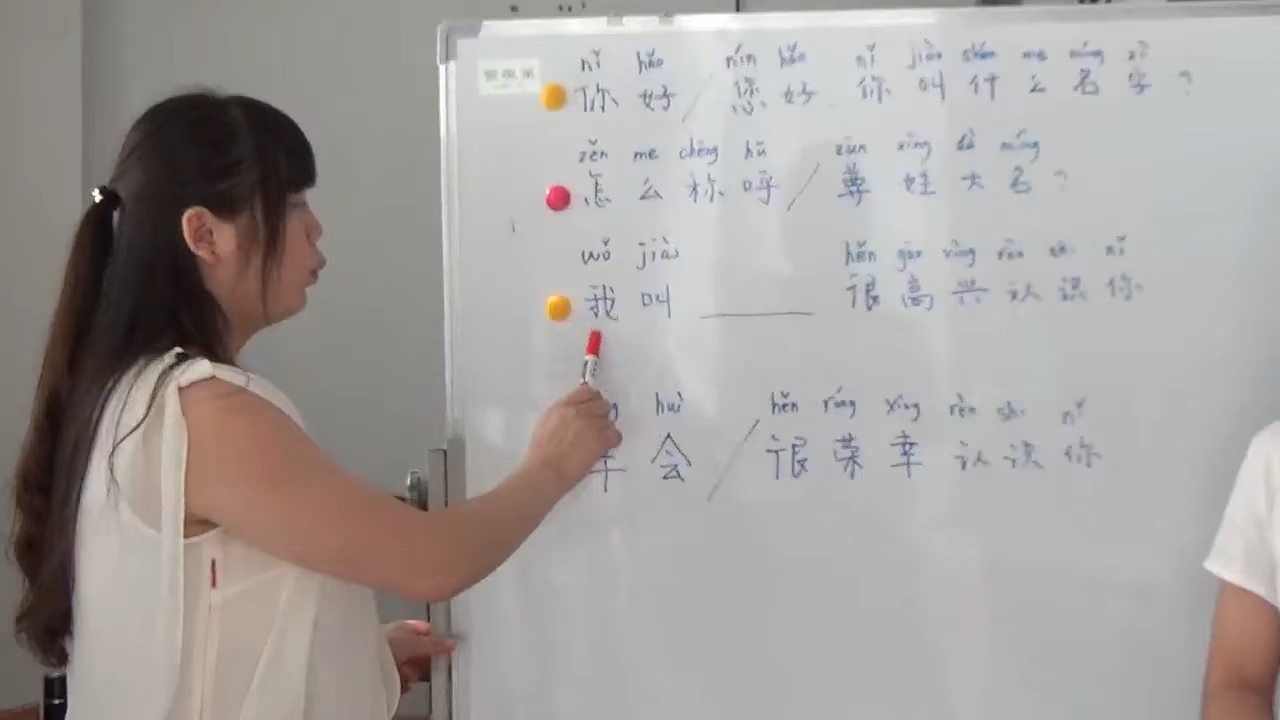 nǐ hǎo / nín hǎo nǐ jiào shén me míng zì
你好 / 您好 你叫什么名字?
zěn me chēng hū / zūn xìng dà míng
怎么称呼 / 尊姓大名?
wǒ jiào hěn gāo xìng rèn shi nǐ
我叫 ______ 很高兴认识你
huì / hěn róng xìng rèn shi nǐ
幸会 / 很荣幸认识你